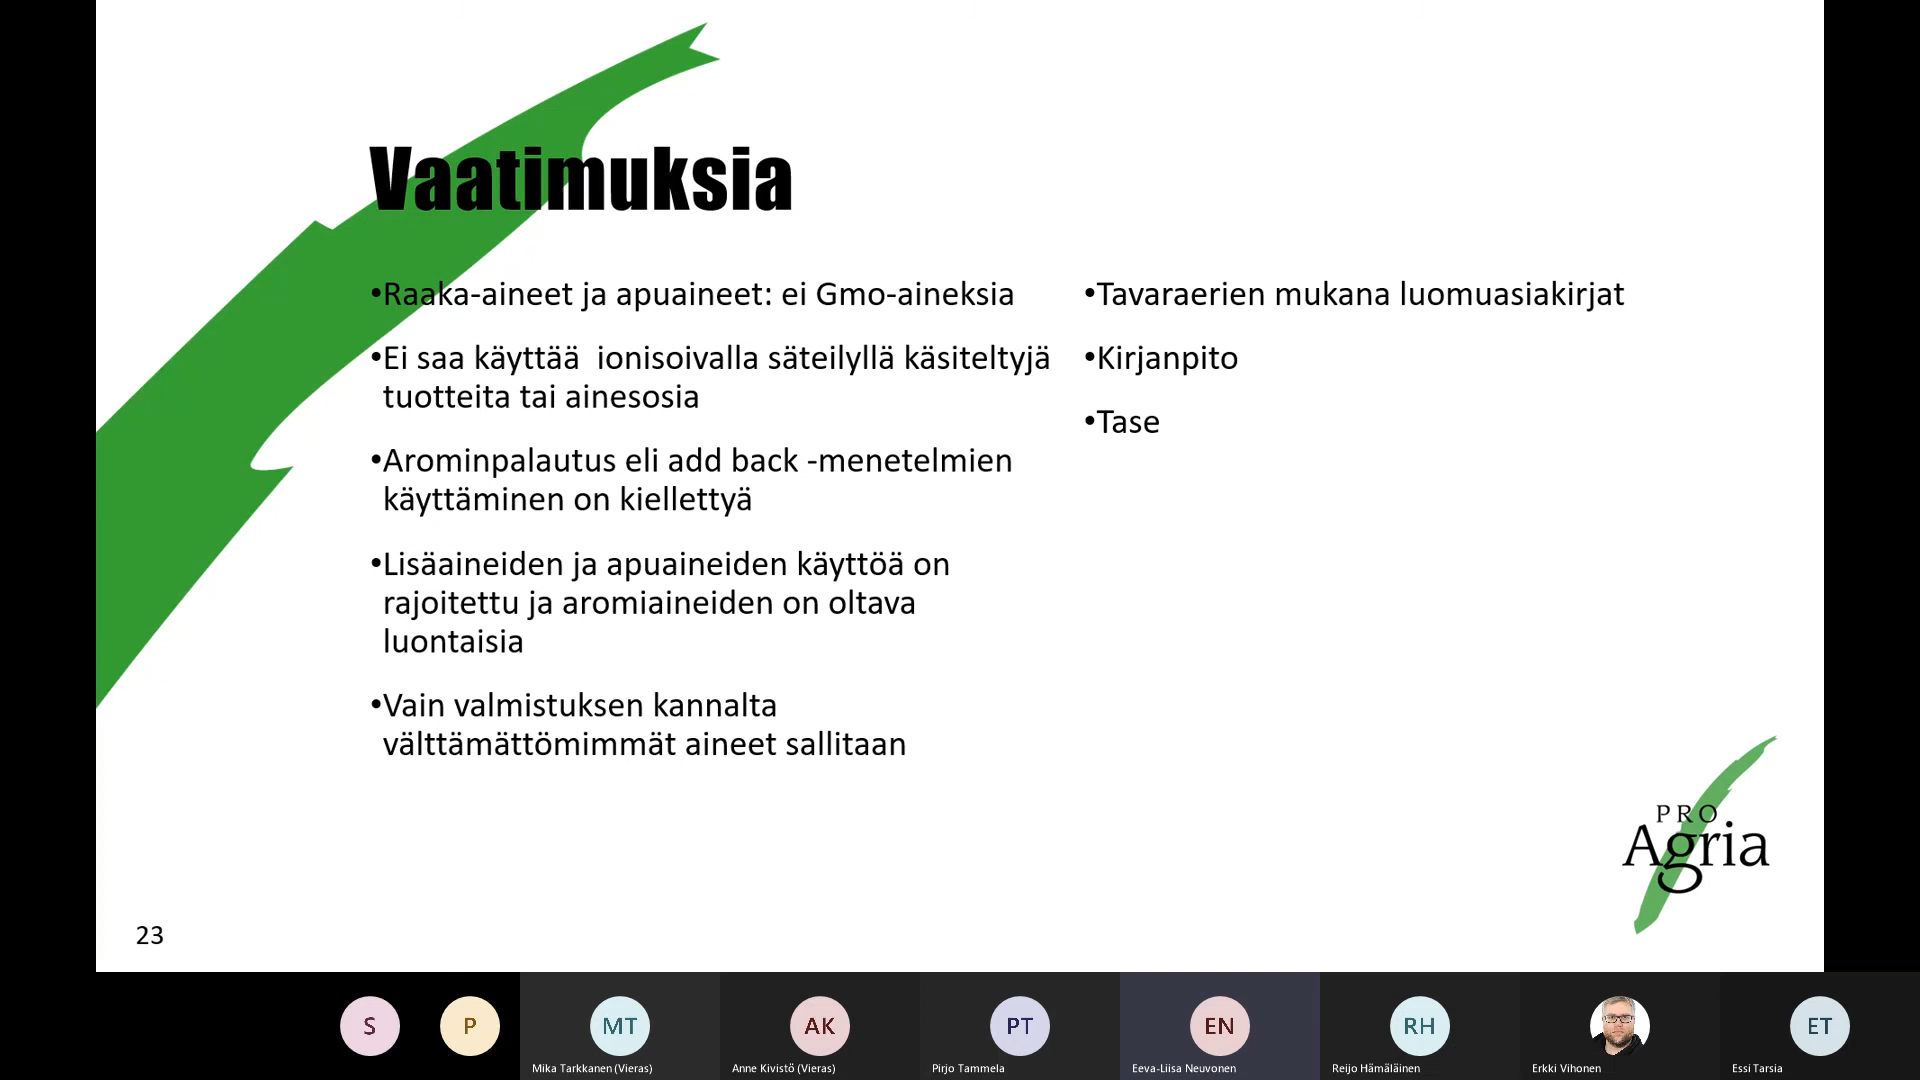 Vaatimuksia
•Raaka-aineet ja apuaineet: ei Gmo-aineksia
•Ei saa käyttää  ionisoivalla säteilyllä käsiteltyjä
tuotteita tai ainesosia
•Arominpalautus eli add back -menetelmien
käyttäminen on kiellettyä
•Lisäaineiden ja apuaineiden käyttöä on
rajoitettu ja aromiaineiden on oltava
luontaisia
•Vain valmistuksen kannalta
välttämättömimmät aineet sallitaan
•Tavaraerien mukana luomuasiakirjat
•Kirjanpito
•Tase
PRO
Agria
23
S
P
MT
Mika Tarkkanen (Vieras)
AK
Anne Kivistö (Vieras)
PT
Pirjo Tammela
EN
Eeva-Liisa Neuvonen
RH
Reijo Hämäläinen
Erkki Vihonen
ET
Essi Tarsia